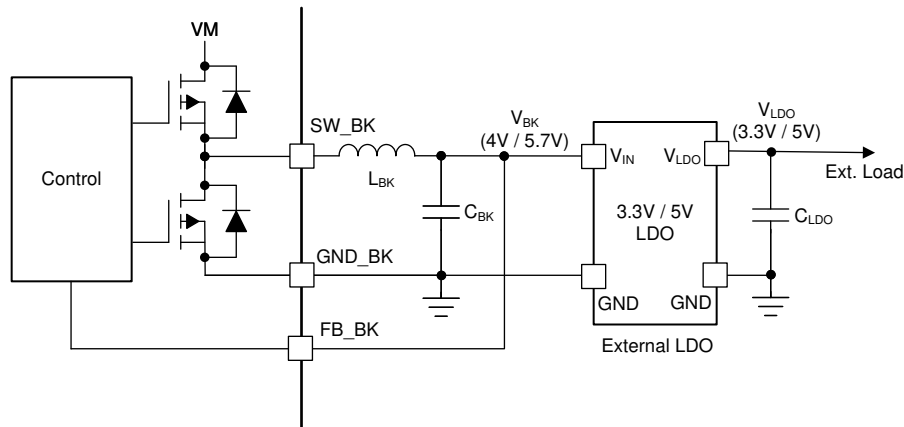 VM
Control
SW_BK
L_BK
V_BK
(4V / 5.7V)
C_BK
GND_BK
FB_BK
V_IN
V_LDO
3.3V / 5V
LDO
GND
GND
External LDO
V_LDO
(3.3V / 5V)
Ext. Load
C_LDO